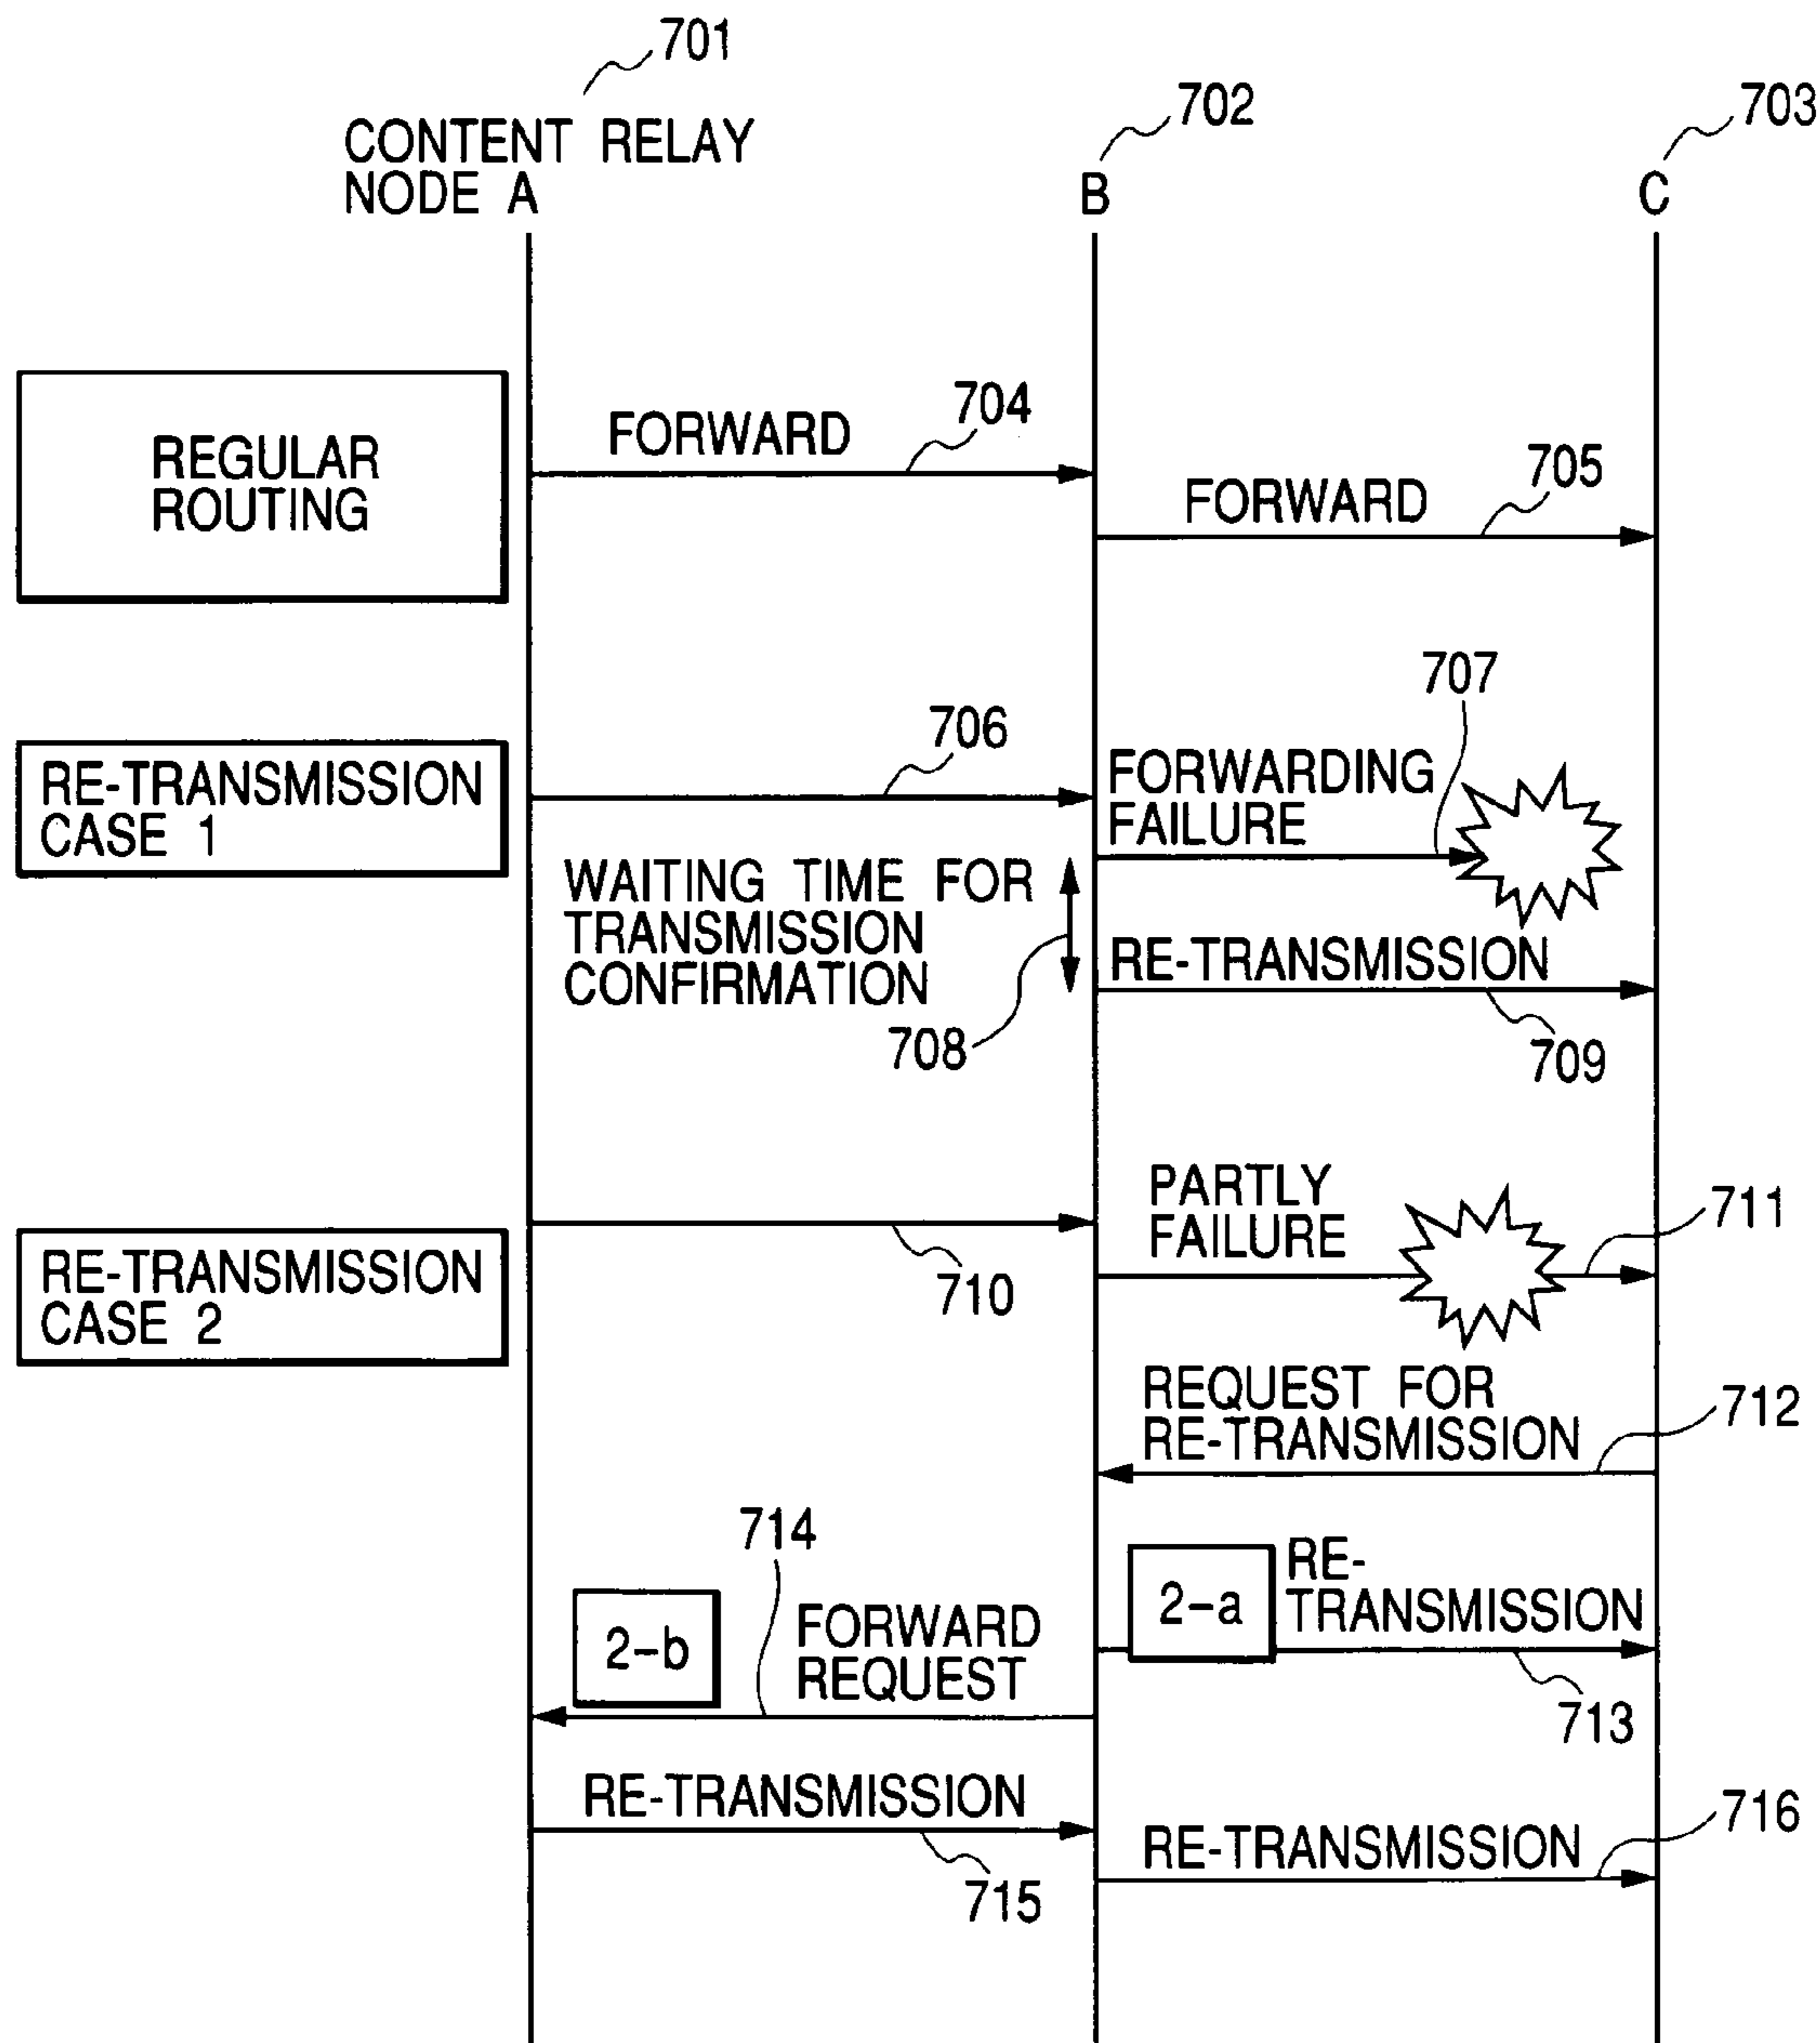 701
CONTENT RELAY
NODE A
702
B
703
C
REGULAR
ROUTING
FORWARD
704
FORWARD
705
RE-TRANSMISSION
CASE 1
706
FORWARDING
FAILURE
707
WAITING TIME FOR
TRANSMISSION
CONFIRMATION
708
RE-TRANSMISSION
709
RE-TRANSMISSION
CASE 2
710
PARTLY
FAILURE
711
REQUEST FOR
RE-TRANSMISSION
712
2-a
RE-
TRANSMISSION
713
714
2-b
FORWARD
REQUEST
RE-TRANSMISSION
715
RE-TRANSMISSION
716